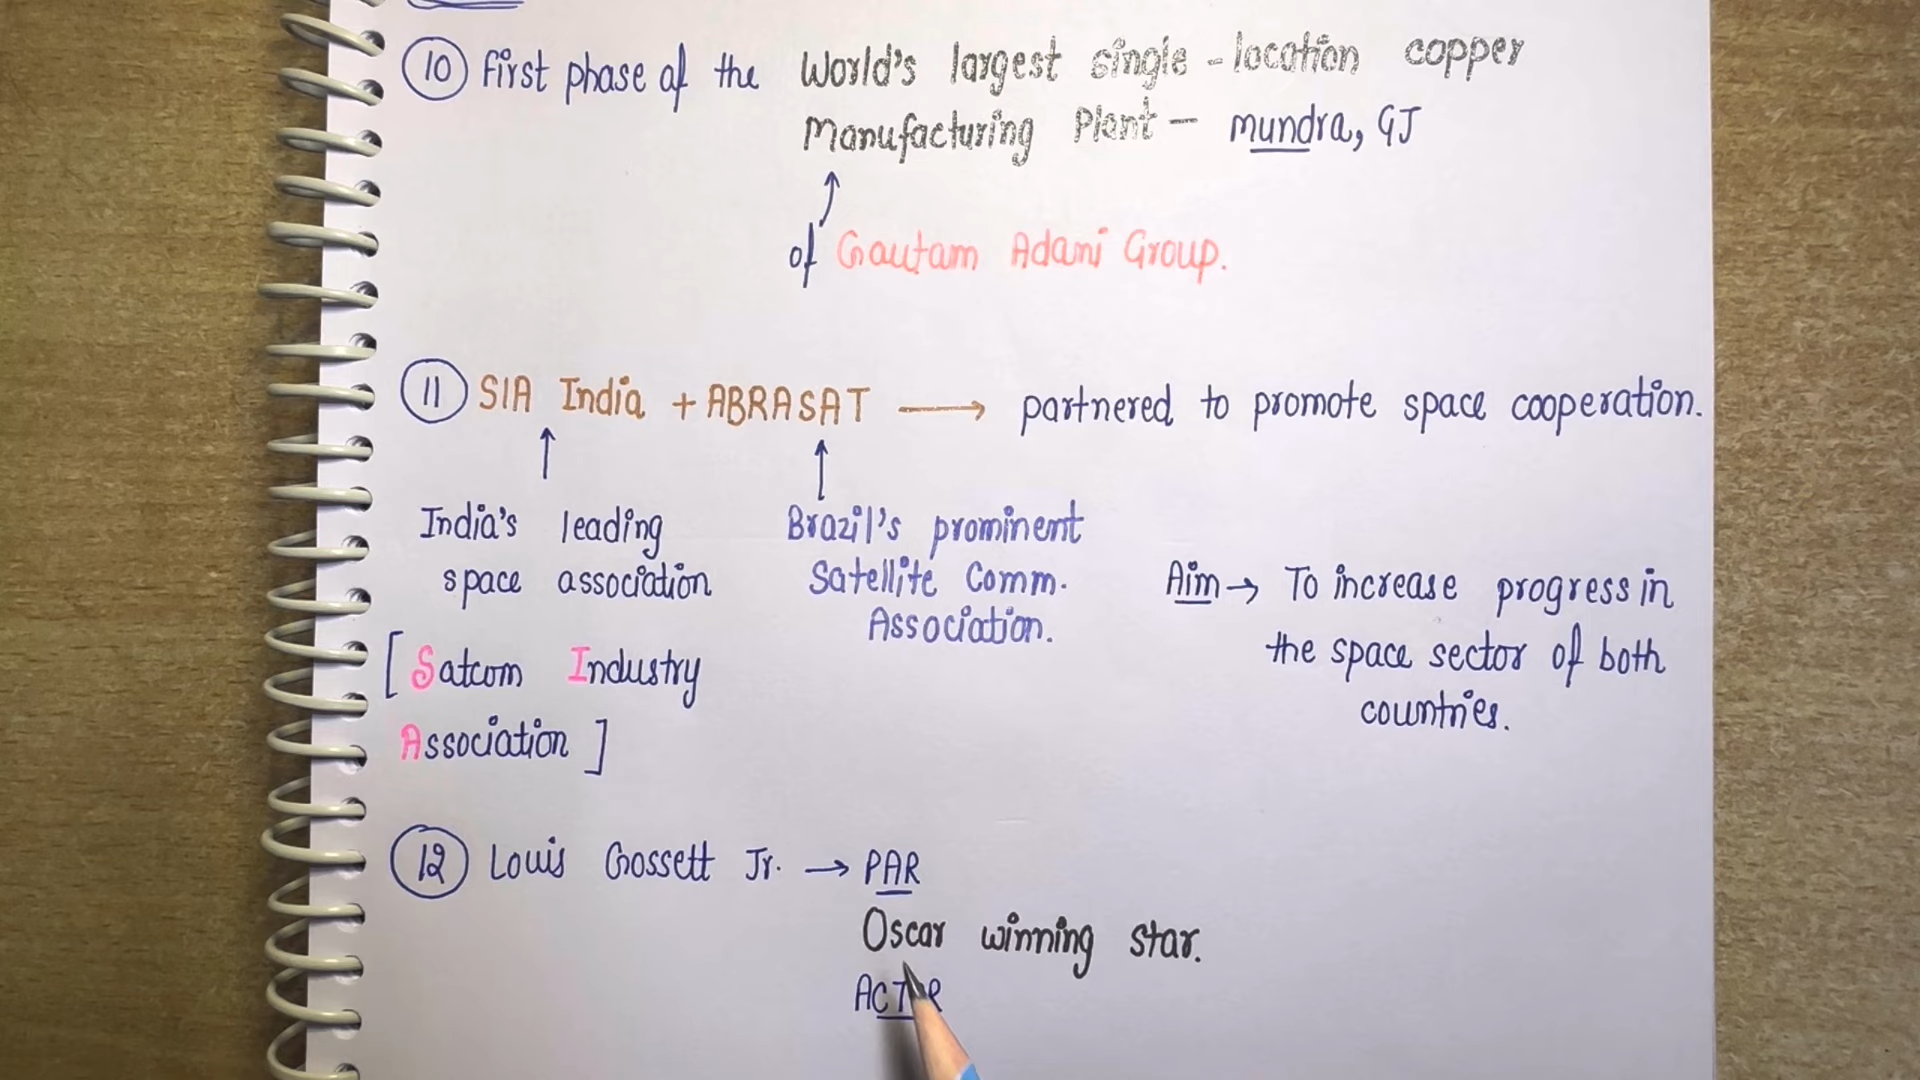 10 First phase of the World's largest single-location copper
Manufacturing Plant - mundra, GJ
of Gautam Adani Group.
11 SIA India + ABRASAT → partnered to promote space cooperation.
India's leading
space association
[Satcom Industry
Association]
Brazil's prominent
Satellite Comm.
Association.
Aim → To increase progress in
the space sector of both
countries.
12 Louis Gossett Jr. → PAR
Oscar winning star.
ACTOR